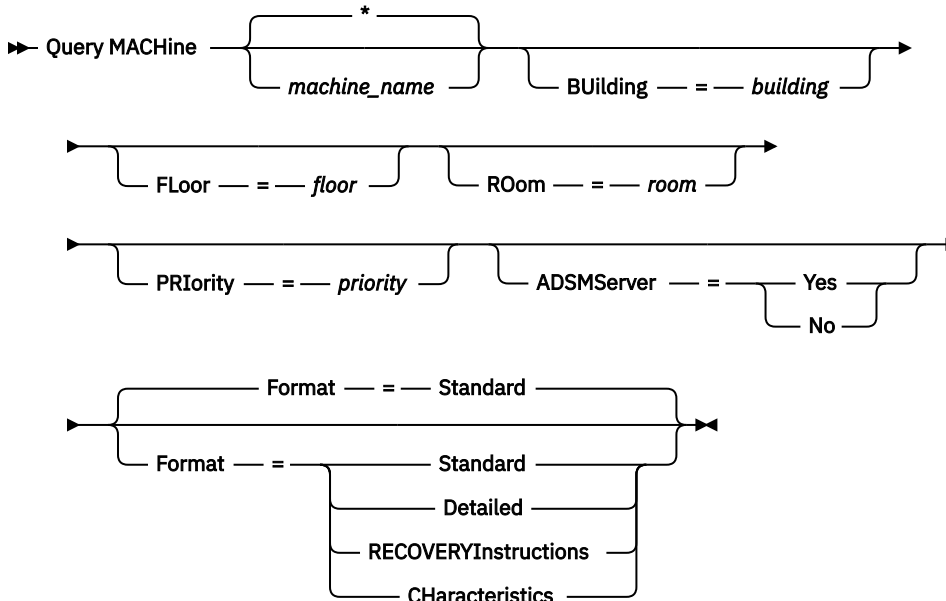 *
Query MACHine
machine_name
BUilding = building
FLoor = floor
ROom = room
PRIority = priority
ADSMServer = Yes
No
Format = Standard
Format = Standard
Detailed
RECOVERYInstructions
CHaracteristics